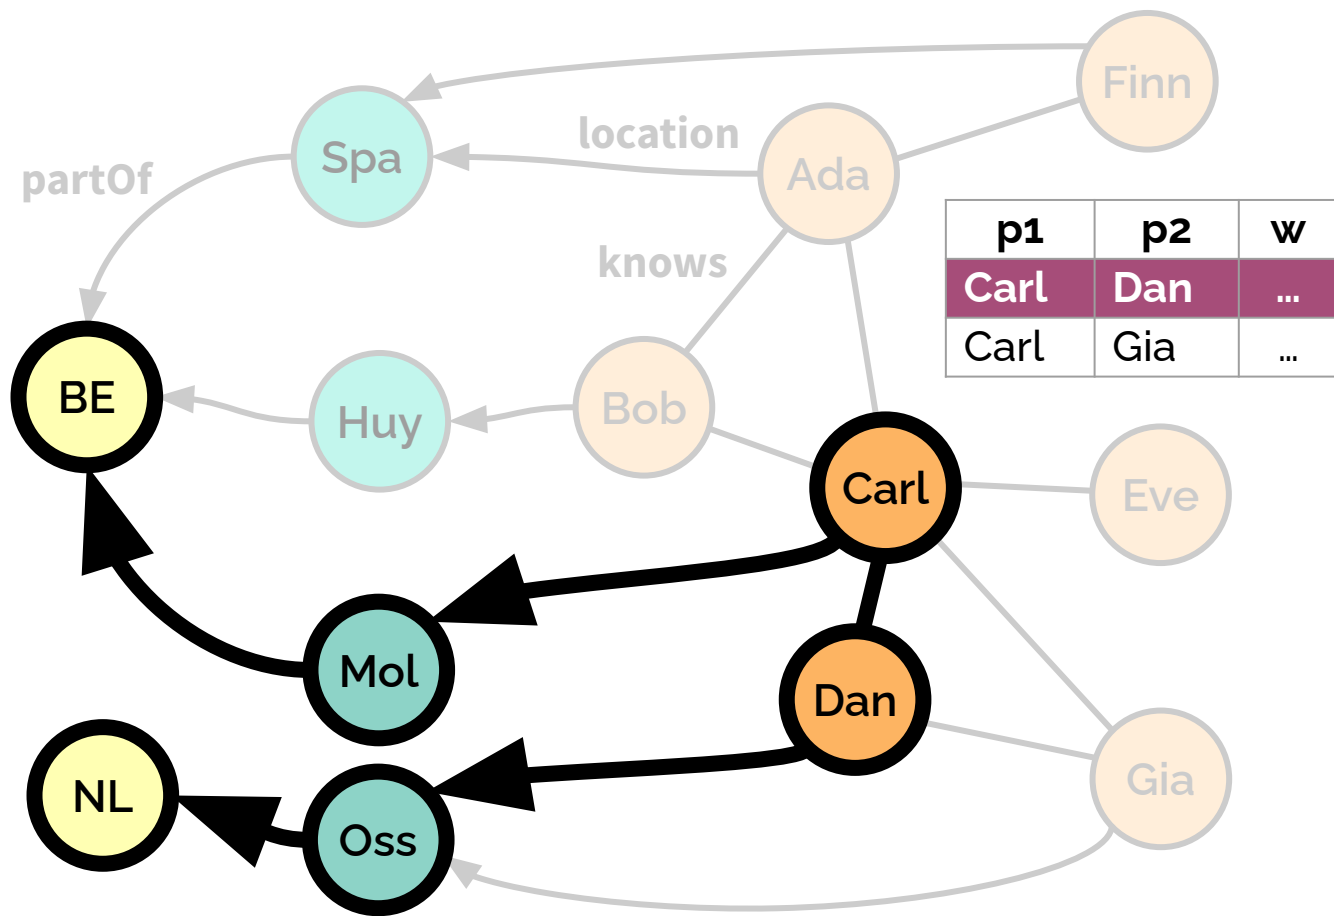 Finn
location
Spa
Ada
partOf
p1 p2 w
knows
Carl Dan ...
Carl Gia ...
BE
Huy
Bob
Carl
Eve
Mol
Dan
NL
Gia
Oss